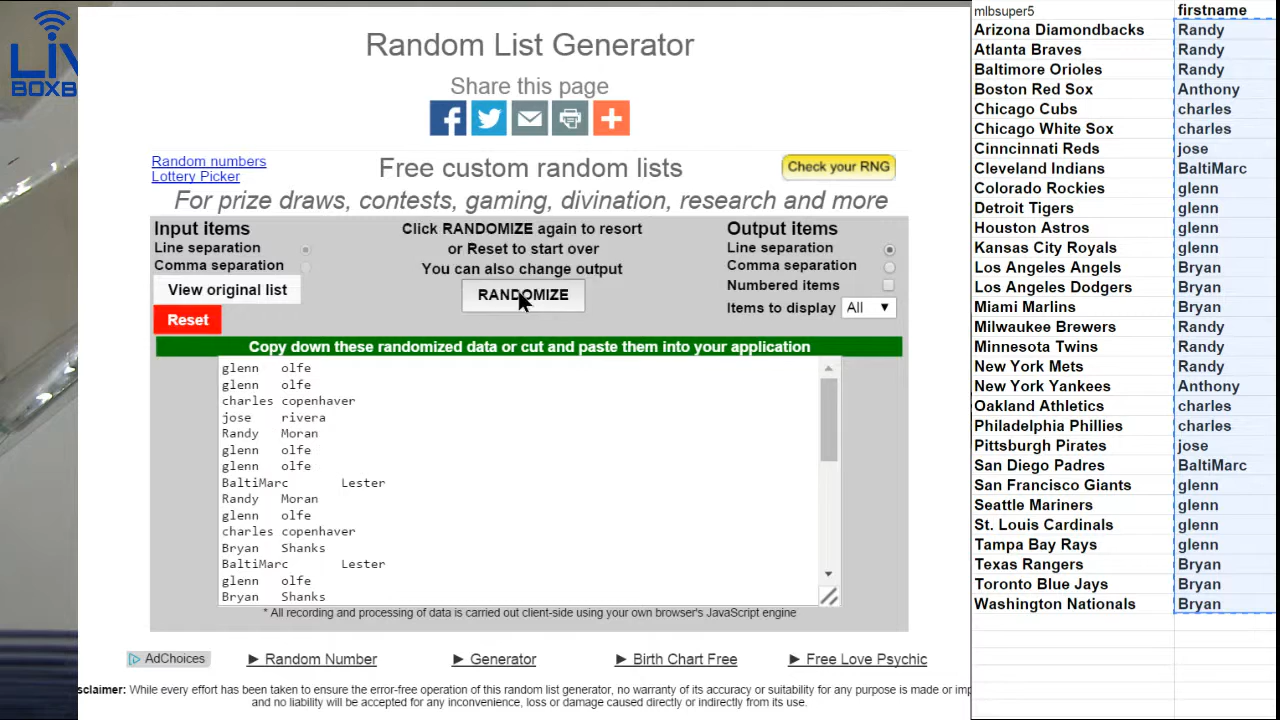 LIV
BOXB
Random List Generator
Share this page
Random numbers
Lottery Picker
Free custom random lists
Check your RNG
For prize draws, contests, gaming, divination, research and more
Input items
Line separation
Comma separation
View original list
Reset
Click RANDOMIZE again to resort
or Reset to start over
You can also change output
RANDOMIZE
Output items
Line separation
Comma separation
Numbered items
Items to display All
Copy down these randomized data or cut and paste them into your application
glenn olfe
glenn olfe
charles copenhaver
jose rivera
Randy Moran
glenn olfe
glenn olfe
BaltiMarc Lester
Randy Moran
glenn olfe
charles copenhaver
Bryan Shanks
BaltiMarc Lester
glenn olfe
Bryan Shanks
* All recording and processing of data is carried out client-side using your own browser's JavaScript engine
AdChoices
► Random Number
► Generator
► Birth Chart Free
► Free Love Psychic
sclaimer: While every effort has been taken to ensure the error-free operation of this random list generator, no warranty of its accuracy or suitability for any purpose is made or imp
and no liability will be accepted for any inconvenience, loss or damage caused directly or indirectly from its use.
mlbsuper5 firstname
Arizona Diamondbacks Randy
Atlanta Braves Randy
Baltimore Orioles Randy
Boston Red Sox Anthony
Chicago Cubs charles
Chicago White Sox charles
Cinncinnati Reds jose
Cleveland Indians BaltiMarc
Colorado Rockies glenn
Detroit Tigers glenn
Houston Astros glenn
Kansas City Royals glenn
Los Angeles Angels Bryan
Los Angeles Dodgers Bryan
Miami Marlins Bryan
Milwaukee Brewers Randy
Minnesota Twins Randy
New York Mets Randy
New York Yankees Anthony
Oakland Athletics charles
Philadelphia Phillies charles
Pittsburgh Pirates jose
San Diego Padres BaltiMarc
San Francisco Giants glenn
Seattle Mariners glenn
St. Louis Cardinals glenn
Tampa Bay Rays glenn
Texas Rangers Bryan
Toronto Blue Jays Bryan
Washington Nationals Bryan